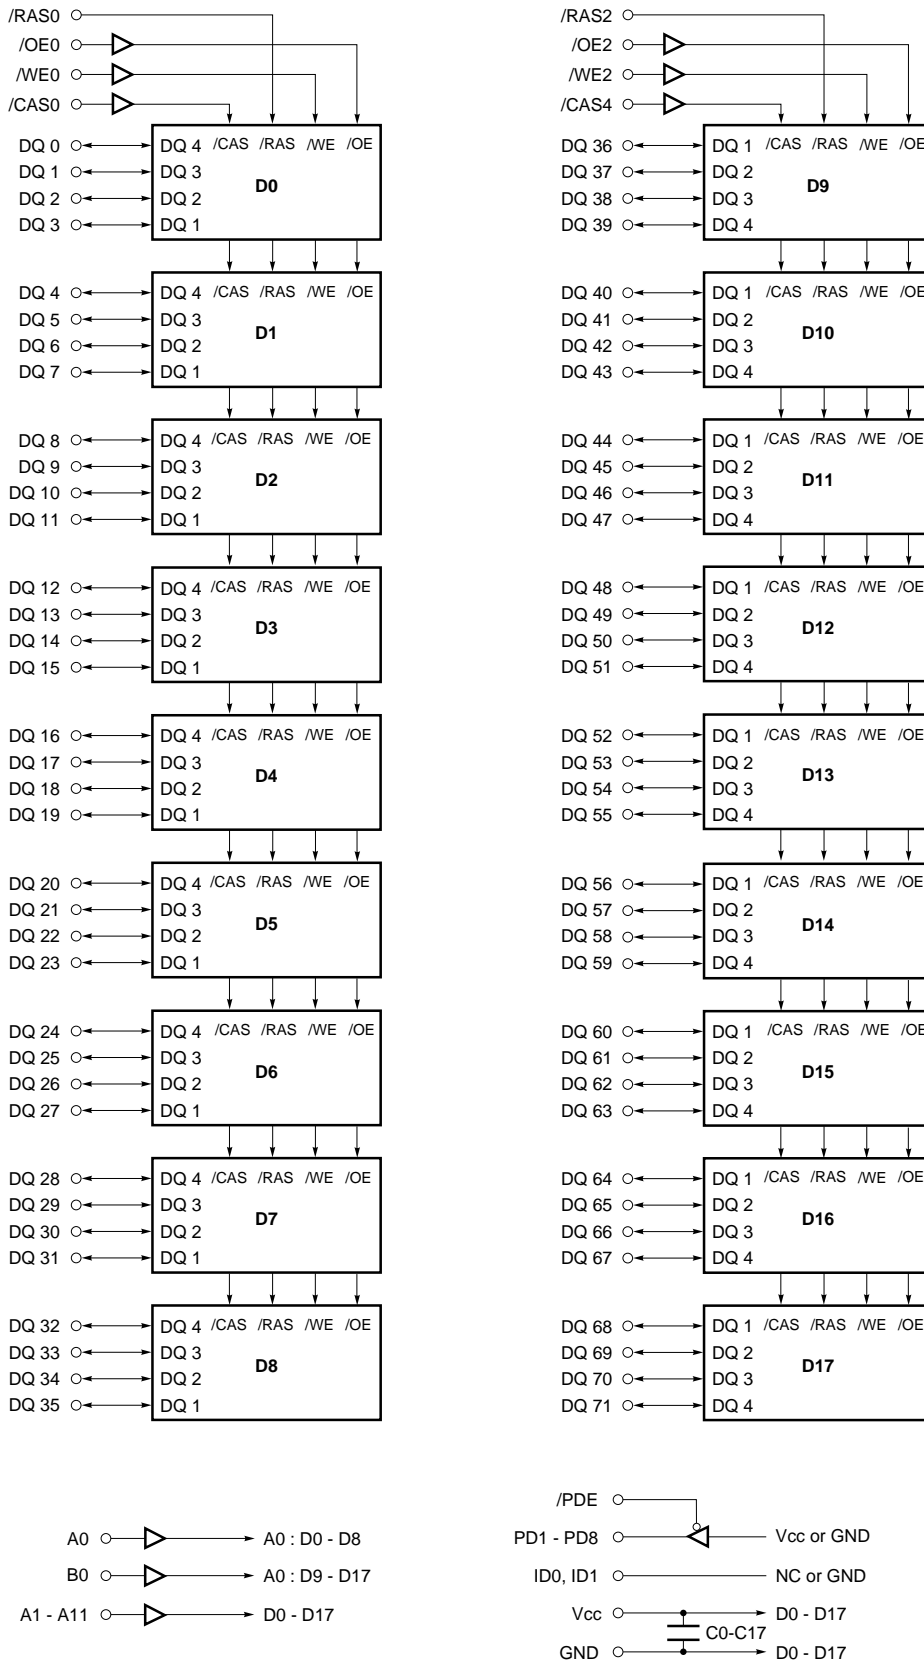 /RAS0
/OE0
/WE0
/CAS0
DQ 0 DQ 4 /CAS /RAS /WE /OE
DQ 1 DQ 3
D0
DQ 2 DQ 2
DQ 3 DQ 1
DQ 4 DQ 4 /CAS /RAS /WE /OE
DQ 5 DQ 3
D1
DQ 6 DQ 2
DQ 7 DQ 1
DQ 8 DQ 4 /CAS /RAS /WE /OE
DQ 9 DQ 3
D2
DQ 10 DQ 2
DQ 11 DQ 1
DQ 12 DQ 4 /CAS /RAS /WE /OE
DQ 13 DQ 3
D3
DQ 14 DQ 2
DQ 15 DQ 1
DQ 16 DQ 4 /CAS /RAS /WE /OE
DQ 17 DQ 3
D4
DQ 18 DQ 2
DQ 19 DQ 1
DQ 20 DQ 4 /CAS /RAS /WE /OE
DQ 21 DQ 3
D5
DQ 22 DQ 2
DQ 23 DQ 1
DQ 24 DQ 4 /CAS /RAS /WE /OE
DQ 25 DQ 3
D6
DQ 26 DQ 2
DQ 27 DQ 1
DQ 28 DQ 4 /CAS /RAS /WE /OE
DQ 29 DQ 3
D7
DQ 30 DQ 2
DQ 31 DQ 1
DQ 32 DQ 4 /CAS /RAS /WE /OE
DQ 33 DQ 3
D8
DQ 34 DQ 2
DQ 35 DQ 1
/RAS2
/OE2
/WE2
/CAS4
DQ 36 DQ 1 /CAS /RAS /WE /OE
DQ 37 DQ 2
D9
DQ 38 DQ 3
DQ 39 DQ 4
DQ 40 DQ 1 /CAS /RAS /WE /OE
DQ 41 DQ 2
D10
DQ 42 DQ 3
DQ 43 DQ 4
DQ 44 DQ 1 /CAS /RAS /WE /OE
DQ 45 DQ 2
D11
DQ 46 DQ 3
DQ 47 DQ 4
DQ 48 DQ 1 /CAS /RAS /WE /OE
DQ 49 DQ 2
D12
DQ 50 DQ 3
DQ 51 DQ 4
DQ 52 DQ 1 /CAS /RAS /WE /OE
DQ 53 DQ 2
D13
DQ 54 DQ 3
DQ 55 DQ 4
DQ 56 DQ 1 /CAS /RAS /WE /OE
DQ 57 DQ 2
D14
DQ 58 DQ 3
DQ 59 DQ 4
DQ 60 DQ 1 /CAS /RAS /WE /OE
DQ 61 DQ 2
D15
DQ 62 DQ 3
DQ 63 DQ 4
DQ 64 DQ 1 /CAS /RAS /WE /OE
DQ 65 DQ 2
D16
DQ 66 DQ 3
DQ 67 DQ 4
DQ 68 DQ 1 /CAS /RAS /WE /OE
DQ 69 DQ 2
D17
DQ 70 DQ 3
DQ 71 DQ 4
A0 A0 : D0 - D8
B0 A0 : D9 - D17
A1 - A11 D0 - D17
/PDE
PD1 - PD8 Vcc or GND
ID0, ID1 NC or GND
Vcc D0 - D17
C0-C17
GND D0 - D17